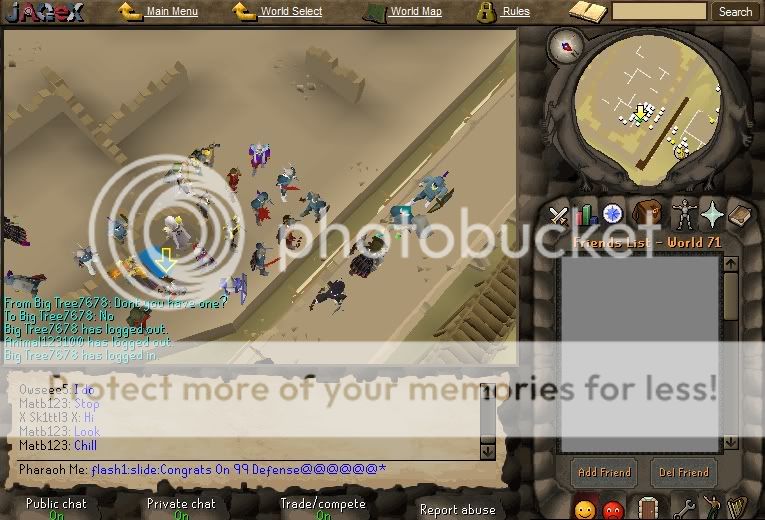 JAGEX Main Menu World Select World Map Rules Search
photobucket
Friends List - World 71
From Big Tree7678: Dont you have one?
To Big Tree7678: No
Big Tree7678 has logged out.
Animal123100 has logged out.
Big Tree7678 has logged in.
Protect more of your memories for less!
Owseee5: I do
Matb123: Stop
X Sk1ttl3 X: Hi
Matb123: Look
Matb123: Chill
Pharaoh Me: flash1:slide:Congrats On 99 Defense@@@@@@*
Add Friend Del Friend
Public chat Private chat Trade/compete Report abuse
On On On